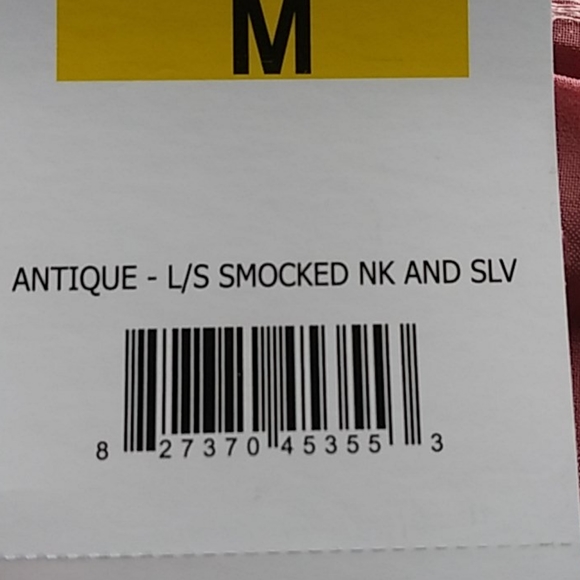 M
ANTIQUE - L/S SMOCKED NK AND SLV
8 27370 45355 3